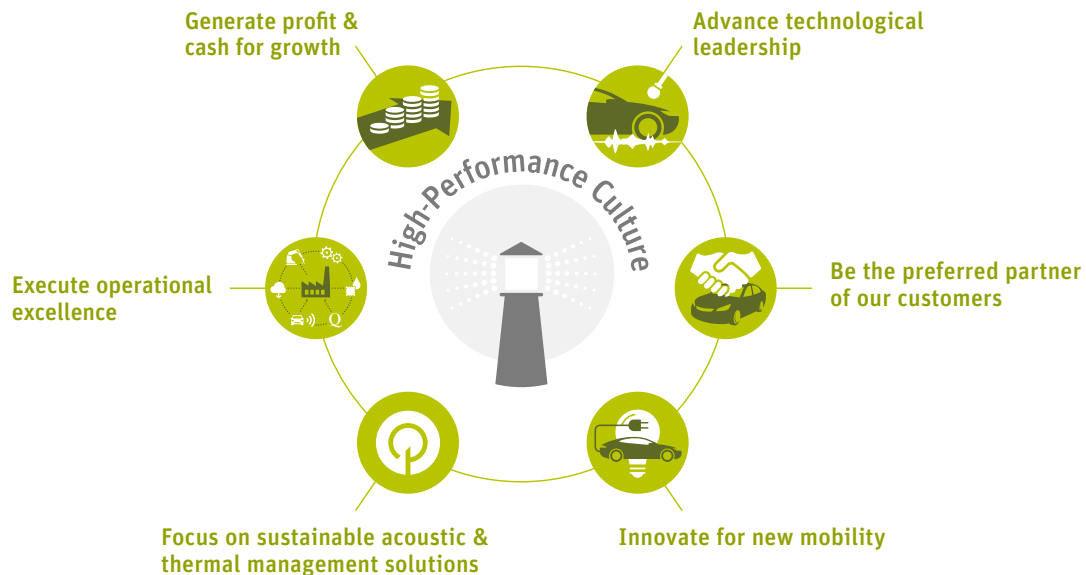 Generate profit &
cash for growth
Advance technological
leadership
High-Performance Culture
Execute operational
excellence
Q
Be the preferred partner
of our customers
Focus on sustainable acoustic &
thermal management solutions
Innovate for new mobility